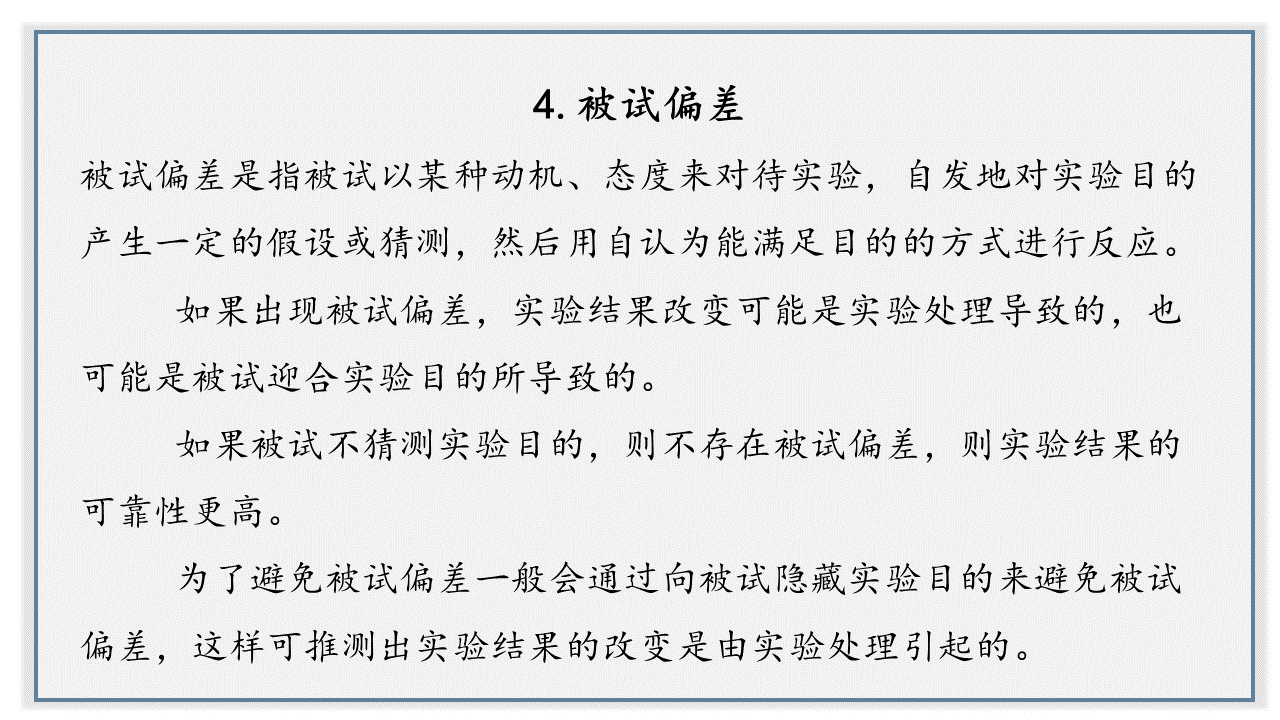 4. 被试偏差
被试偏差是指被试以某种动机、态度来对待实验，自发地对实验目的
产生一定的假设或猜测，然后用自认为能满足目的的方式进行反应。
如果出现被试偏差，实验结果改变可能是实验处理导致的，也
可能是被试迎合实验目的所导致的。
如果被试不猜测实验目的，则不存在被试偏差，则实验结果的
可靠性更高。
为了避免被试偏差一般会通过向被试隐藏实验目的来避免被试
偏差，这样可推测出实验结果的改变是由实验处理引起的。